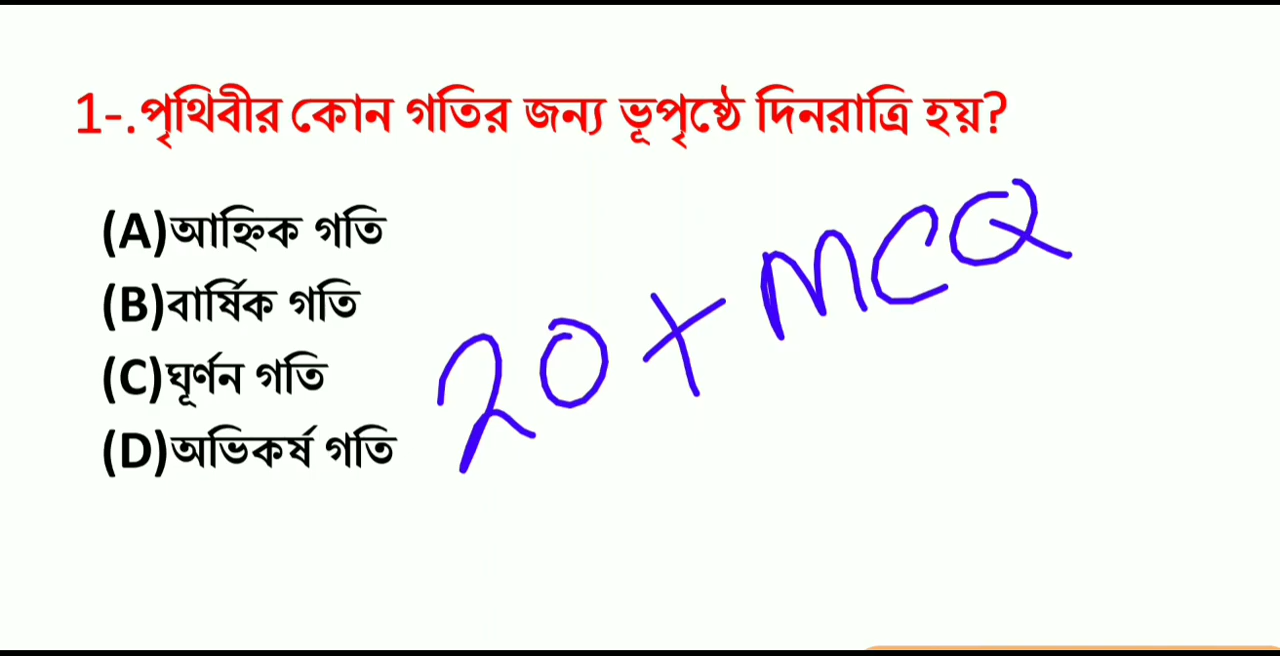 1-.পৃথিবীর কোন গতির জন্য ভূপৃষ্ঠে দিনরাত্রি হয়?
(A)আহ্নিক গতি
(B)বার্ষিক গতি
(C)ঘূর্ণন গতি
(D)অভিকর্ষ গতি
20+MCQ